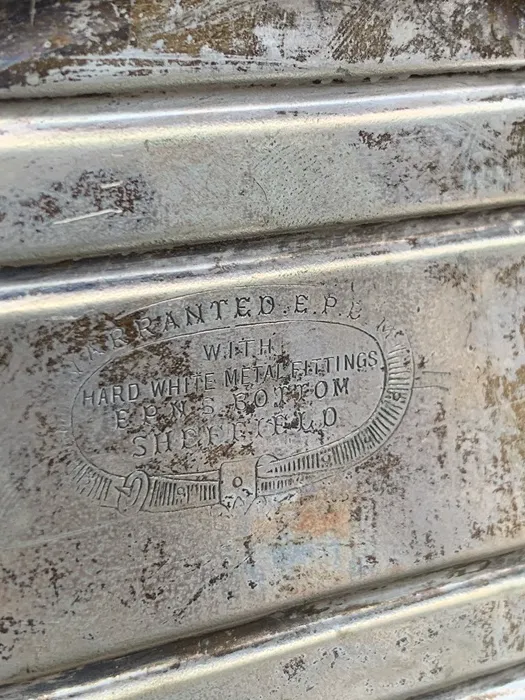 WARRANTED. E.P.B M
WITH
HARD WHITE METAL FITTINGS
E.P.N.S. BOTTOM
SHEFFIELD